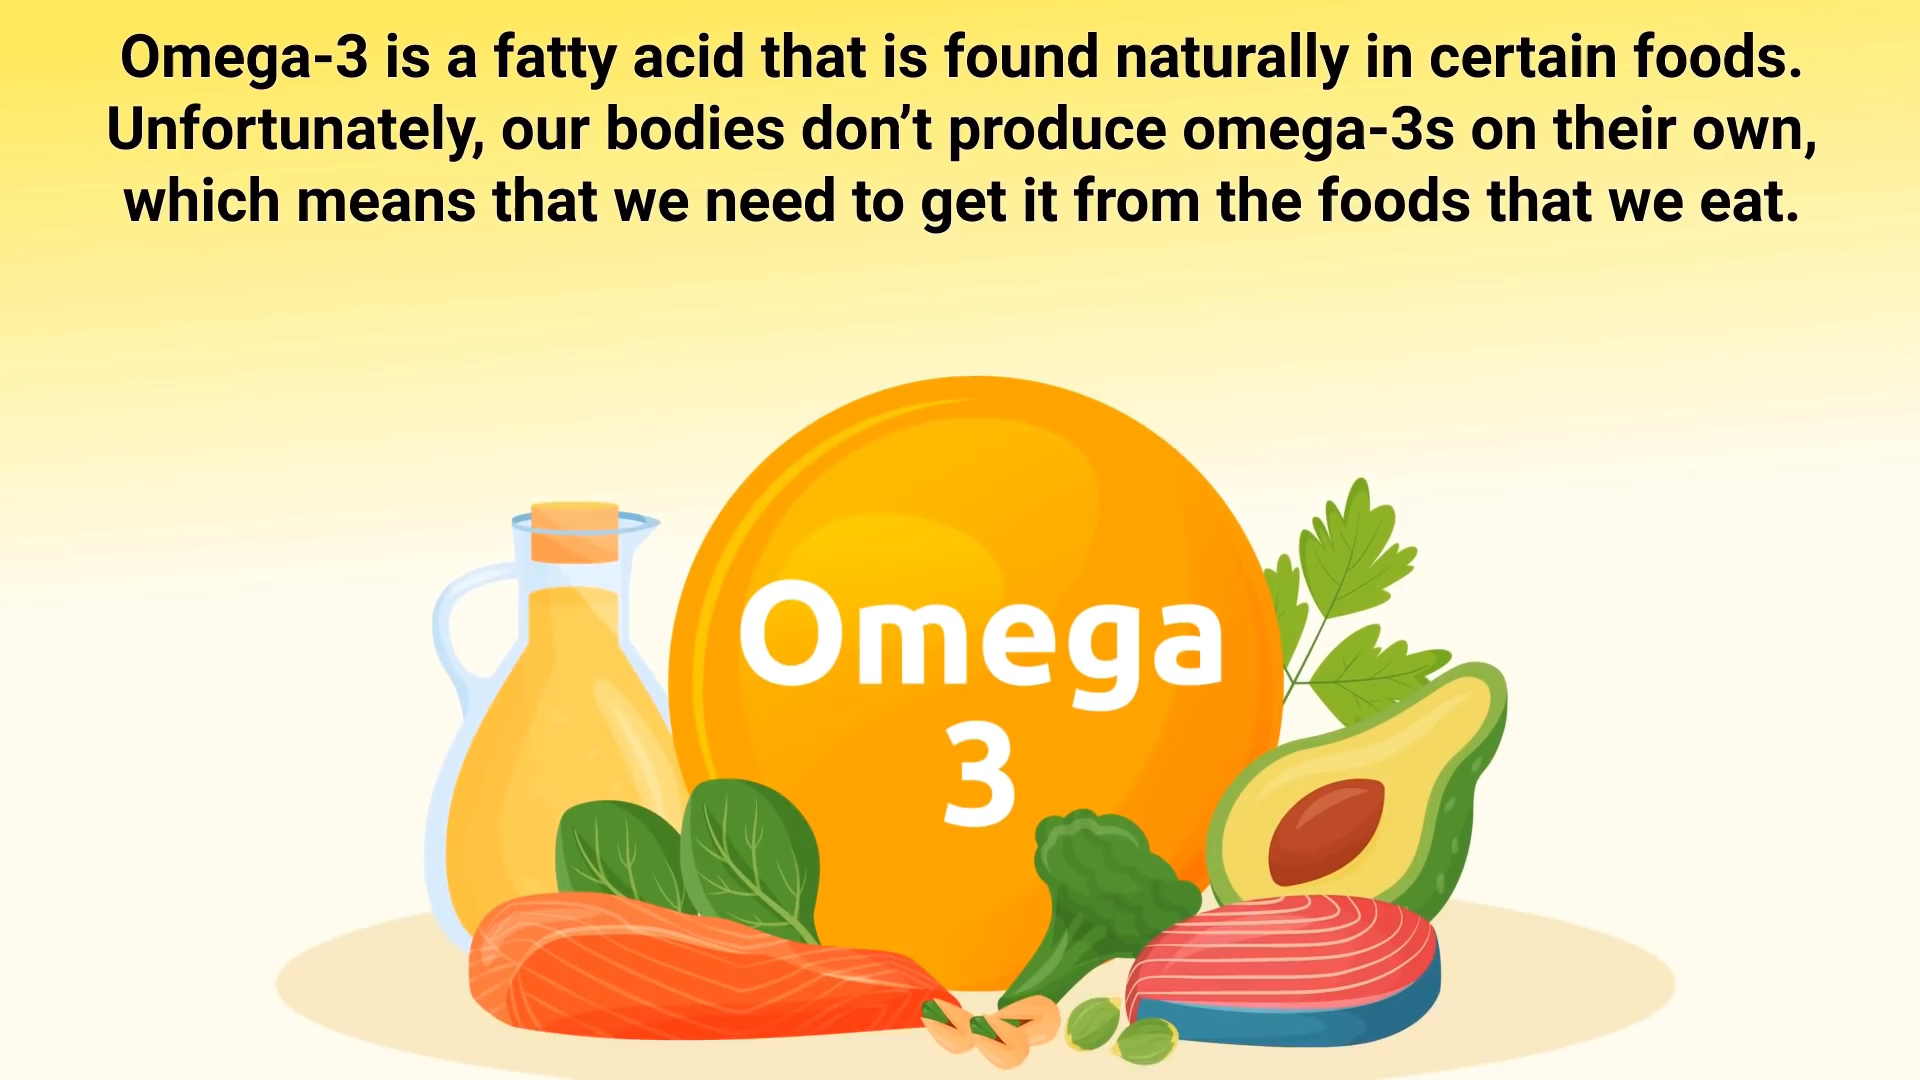 Omega-3 is a fatty acid that is found naturally in certain foods.
Unfortunately, our bodies don’t produce omega-3s on their own,
which means that we need to get it from the foods that we eat.
Omega
3